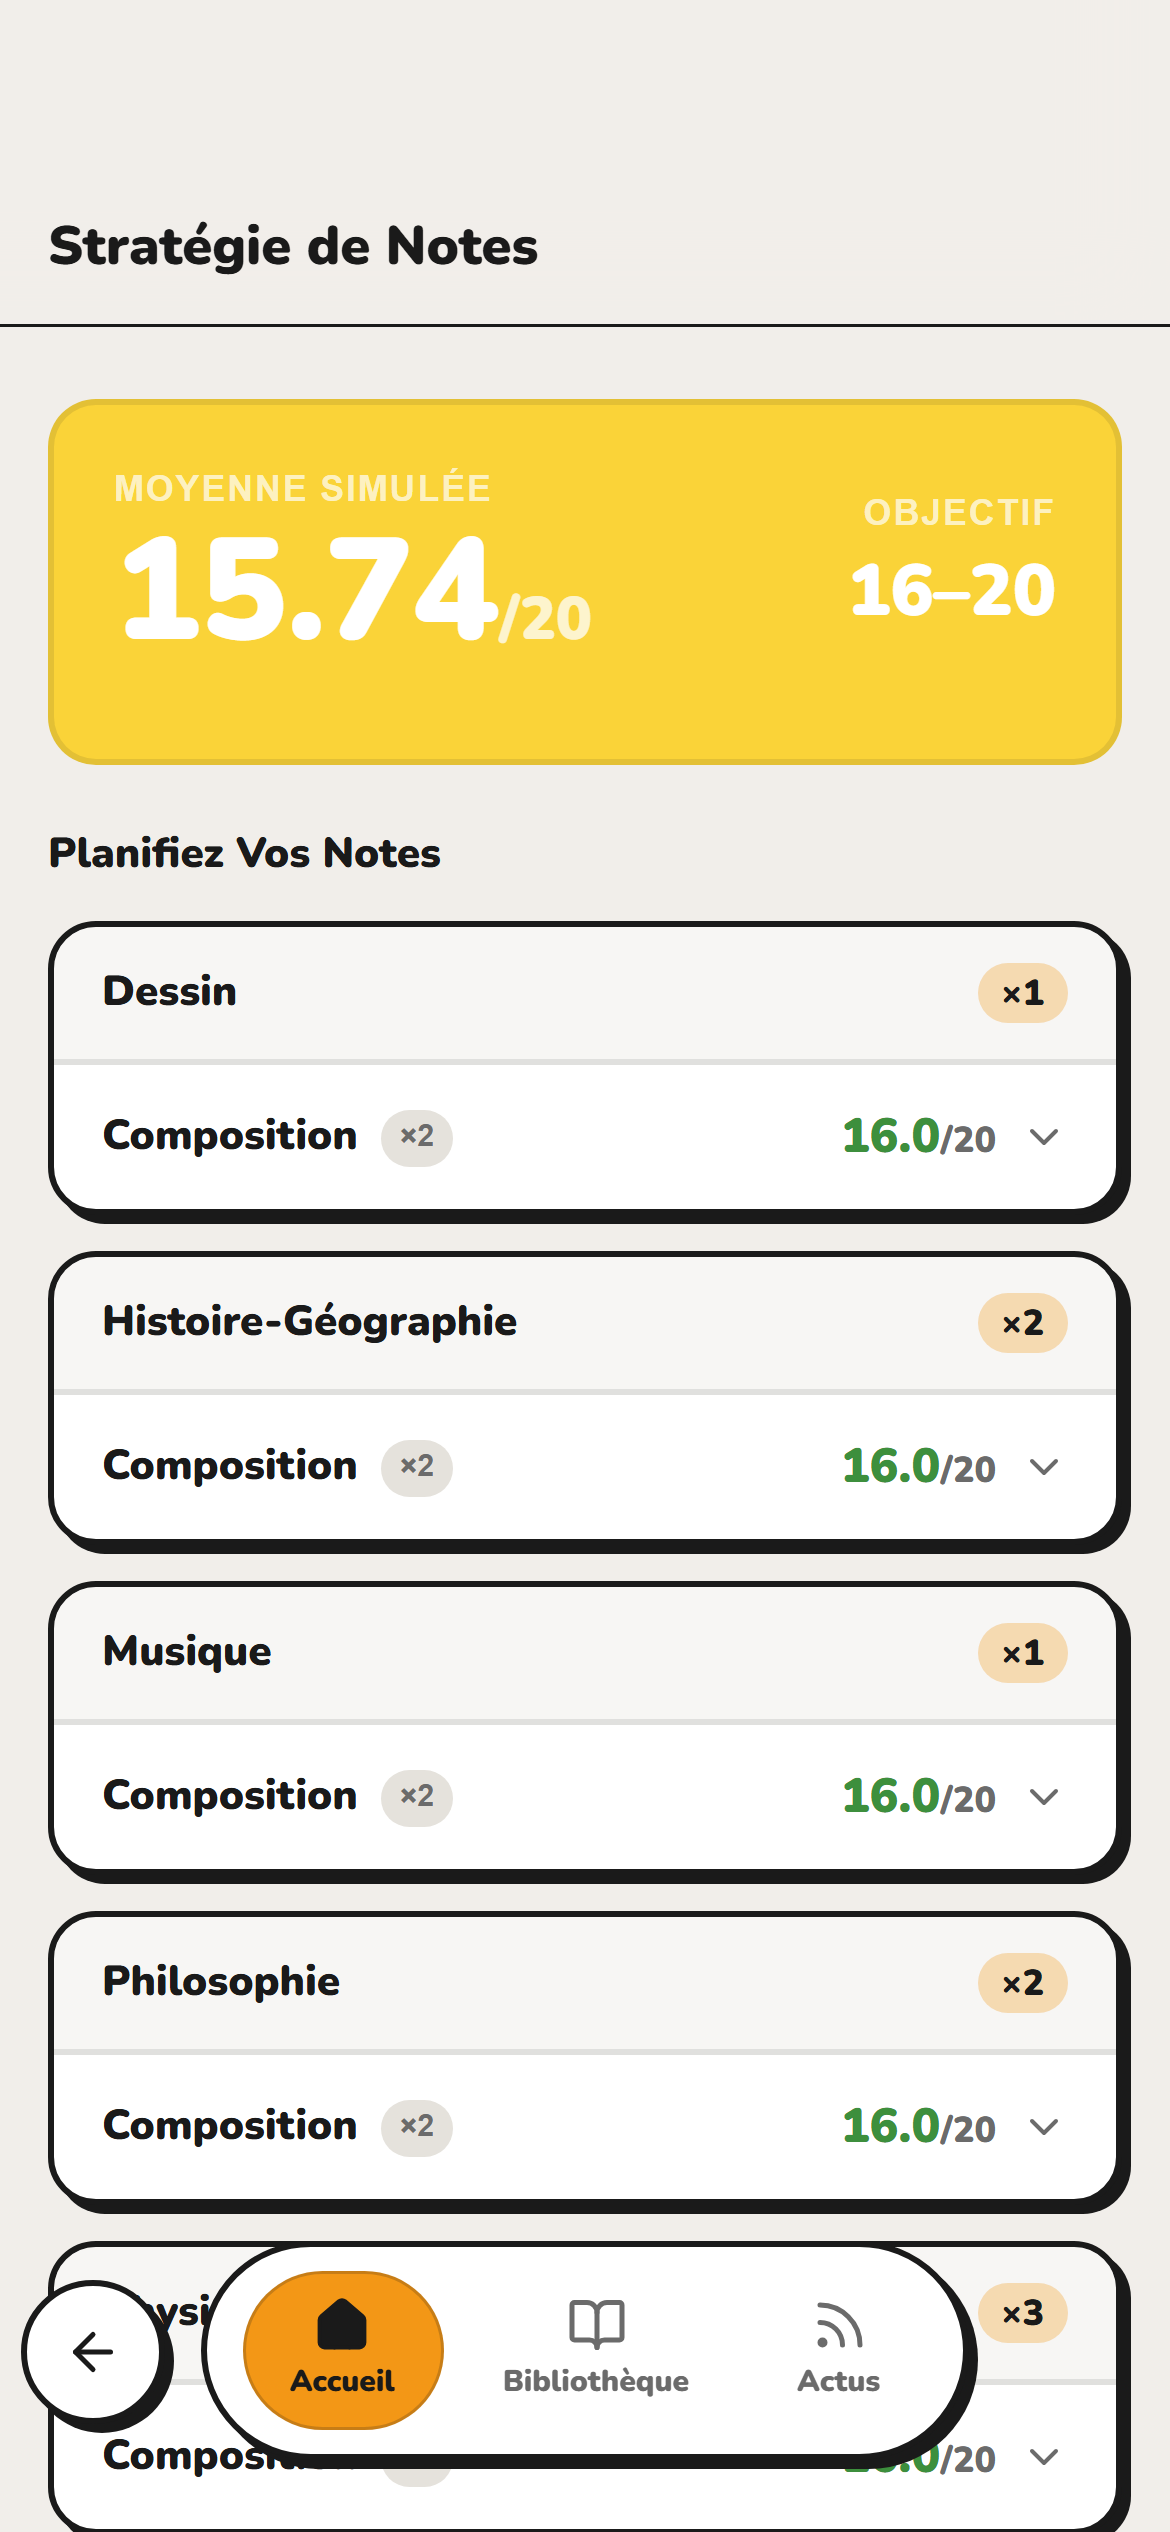 Stratégie de Notes
MOYENNE SIMULÉE
15.74/20
OBJECTIF
16–20
Planifiez Vos Notes
Dessin
×1
Composition ×2 16.0/20
Histoire-Géographie
×2
Composition ×2 16.0/20
Musique
×1
Composition ×2 16.0/20
Philosophie
×2
Composition ×2 16.0/20
×3
/20
Accueil
Bibliothèque
Actus